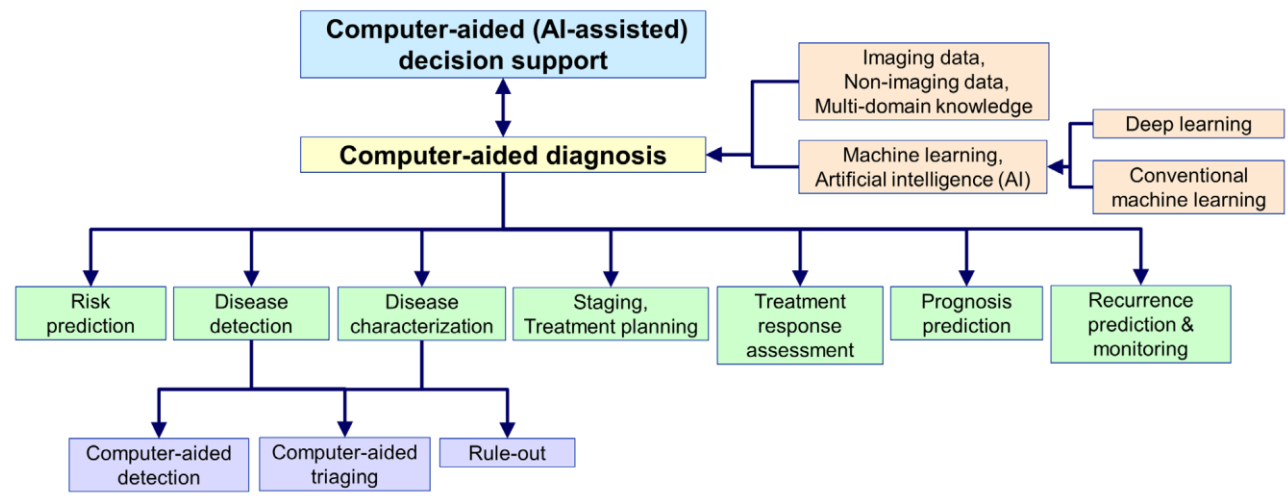 Computer-aided (AI-assisted)
decision support
Imaging data,
Non-imaging data,
Multi-domain knowledge
Deep learning
Computer-aided diagnosis
Machine learning,
Artificial intelligence (AI)
Conventional
machine learning
Risk
prediction
Disease
detection
Disease
characterization
Staging,
Treatment planning
Treatment
response
assessment
Prognosis
prediction
Recurrence
prediction &
monitoring
Computer-aided
detection
Computer-aided
triaging
Rule-out